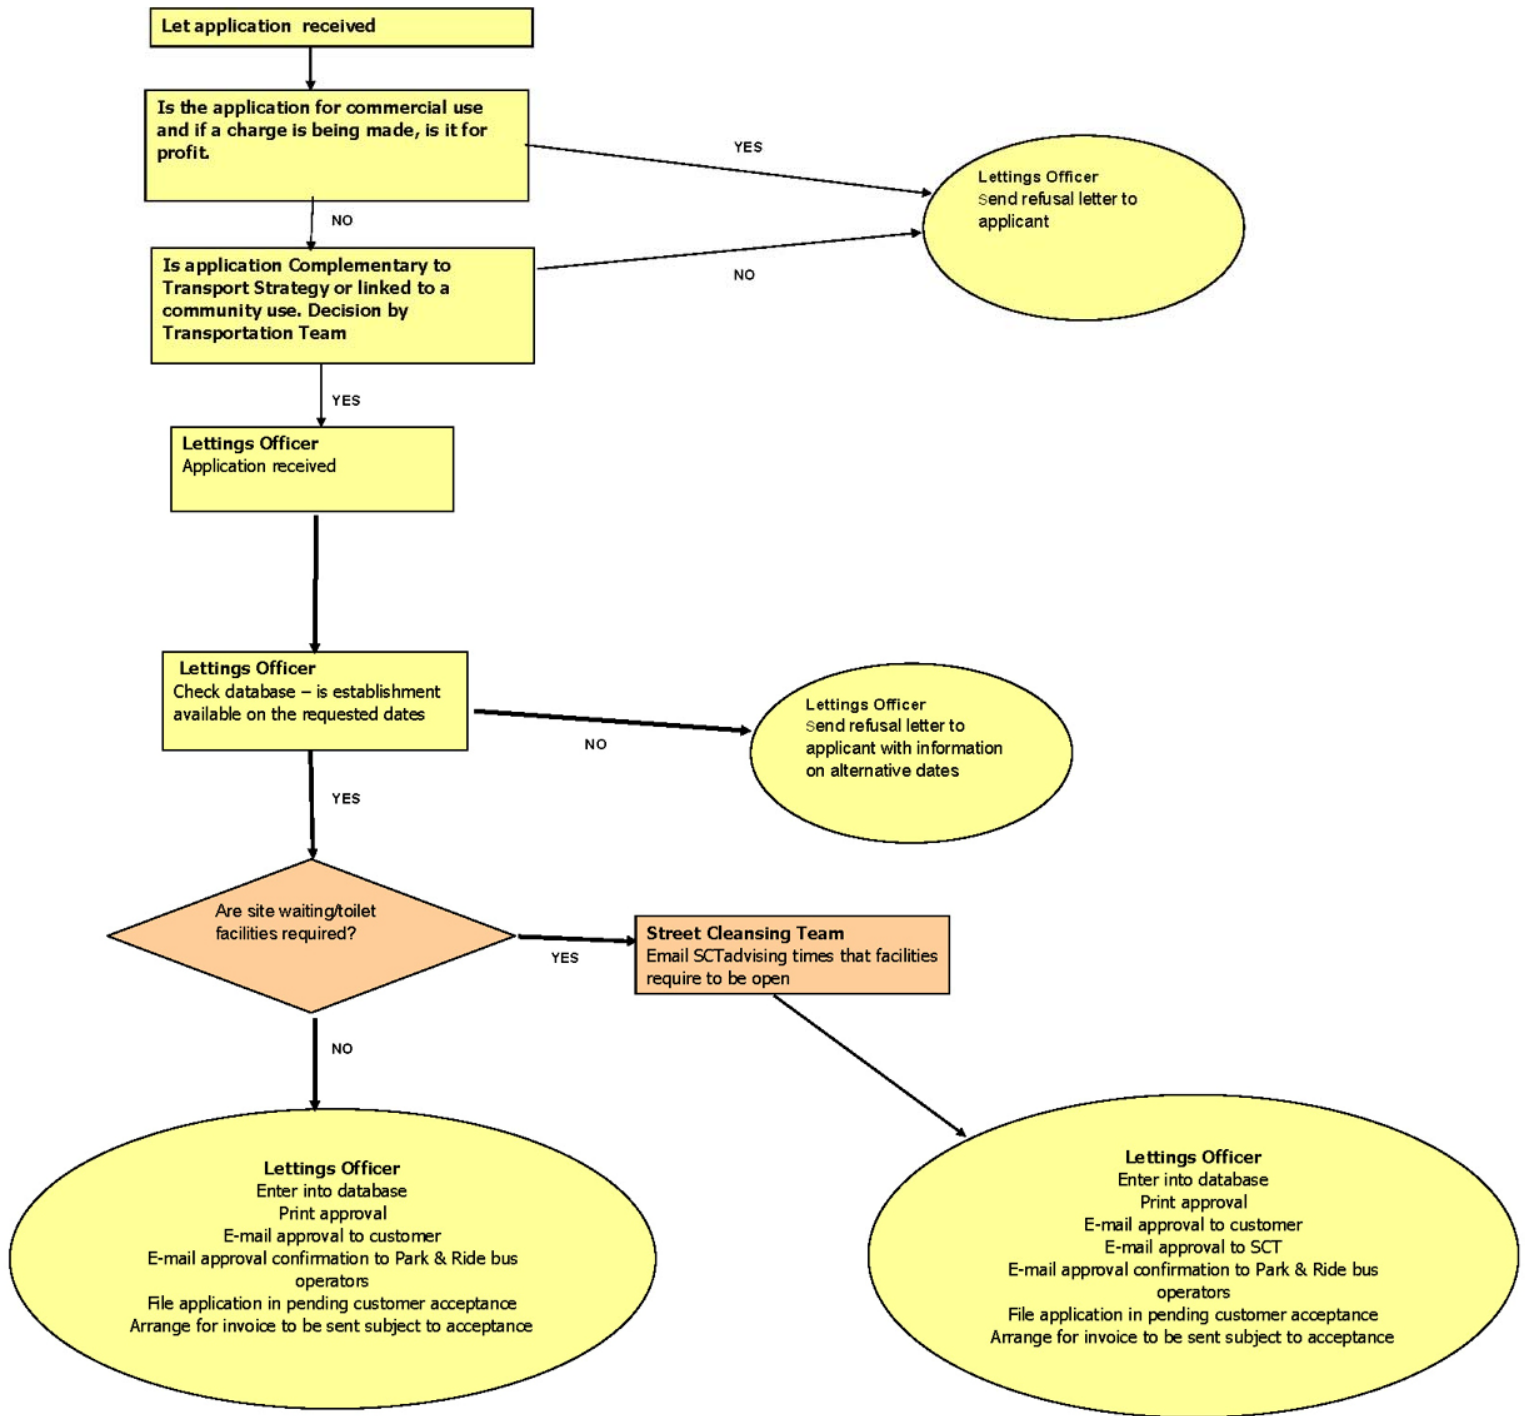 Let application  received
Is the application for commercial use
and if a charge is being made, is it for
profit.
YES
Lettings Officer
Send refusal letter to
applicant
NO
Is application Complementary to
Transport Strategy or linked to a
community use. Decision by
Transportation Team
NO
YES
Lettings Officer
Application received
Lettings Officer
Check database – is establishment
available on the requested dates
NO
Lettings Officer
Send refusal letter to
applicant with information
on alternative dates
YES
Are site waiting/toilet
facilities required?
YES
Street Cleansing Team
Email SCTadvising times that facilities
require to be open
NO
Lettings Officer
Enter into database
Print approval
E-mail approval to customer
E-mail approval confirmation to Park & Ride bus
operators
File application in pending customer acceptance
Arrange for invoice to be sent subject to acceptance
Lettings Officer
Enter into database
Print approval
E-mail approval to customer
E-mail approval to SCT
E-mail approval confirmation to Park & Ride bus
operators
File application in pending customer acceptance
Arrange for invoice to be sent subject to acceptance